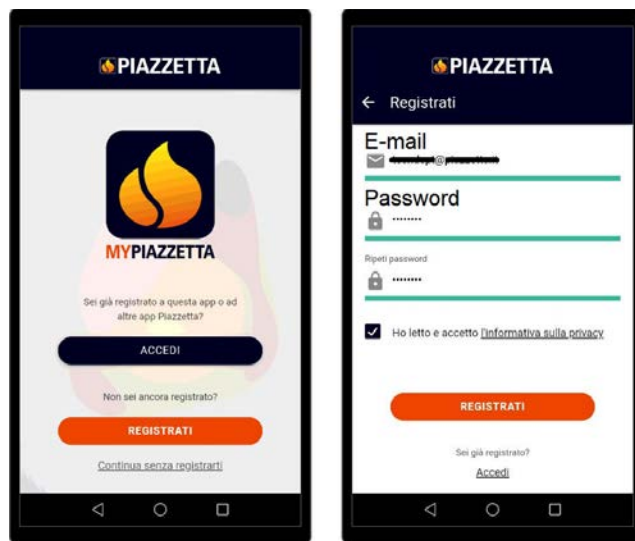 PIAZZETTA
MYPIAZZETTA
Sei già registrato a questa app o ad
altre app Piazzetta?
ACCEDI
Non sei ancora registrato?
REGISTRATI
Continua senza registrarti
PIAZZETTA
← Registrati
E-mail
Password
········
Ripeti password
········
Ho letto e accetto l'informativa sulla privacy
REGISTRATI
Sei già registrato?
Accedi